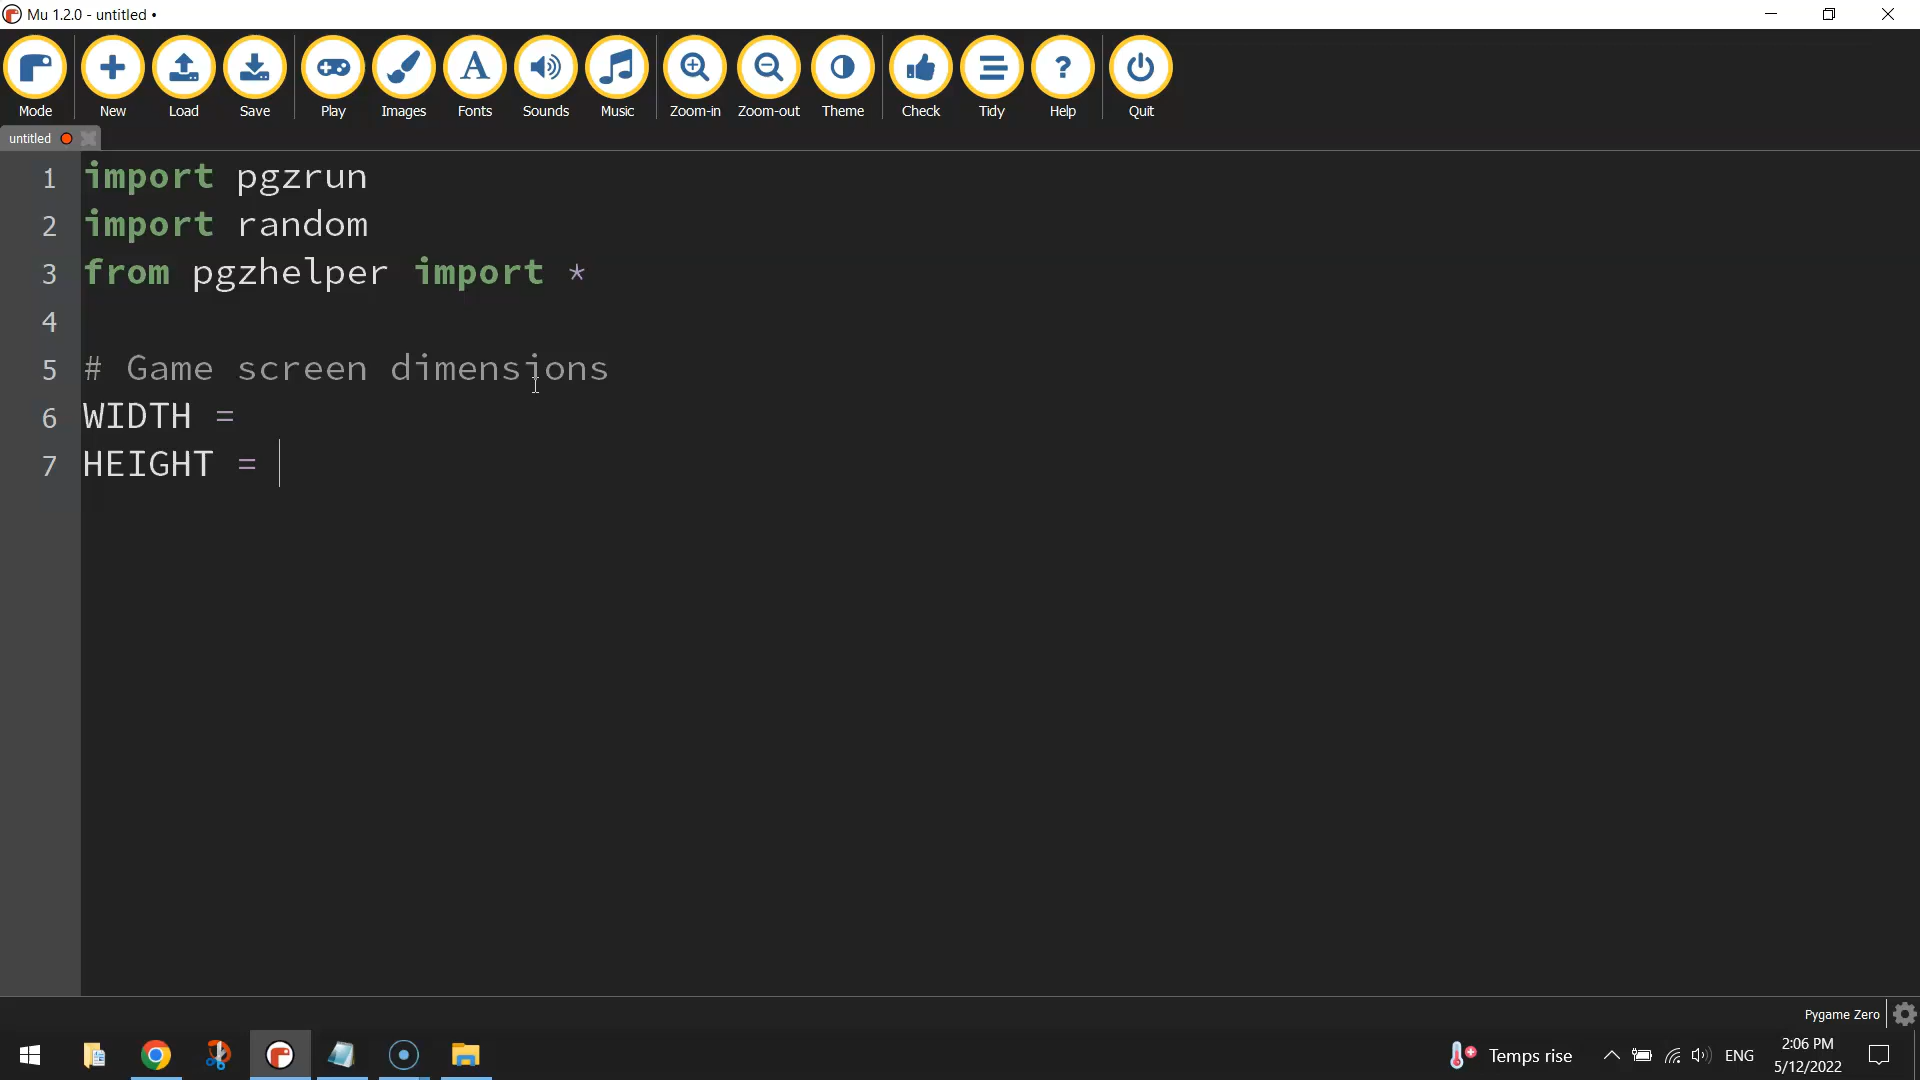 Mu 1.2.0 - untitled •
Mode New Load Save Play Images Fonts Sounds Music Zoom-in Zoom-out Theme Check Tidy Help Quit
untitled
1 import pgzrun
2 import random
3 from pgzhelper import *
4
5 # Game screen dimensions
6 WIDTH =
7 HEIGHT =
Pygame Zero
Temps rise ENG 2:06 PM
5/12/2022